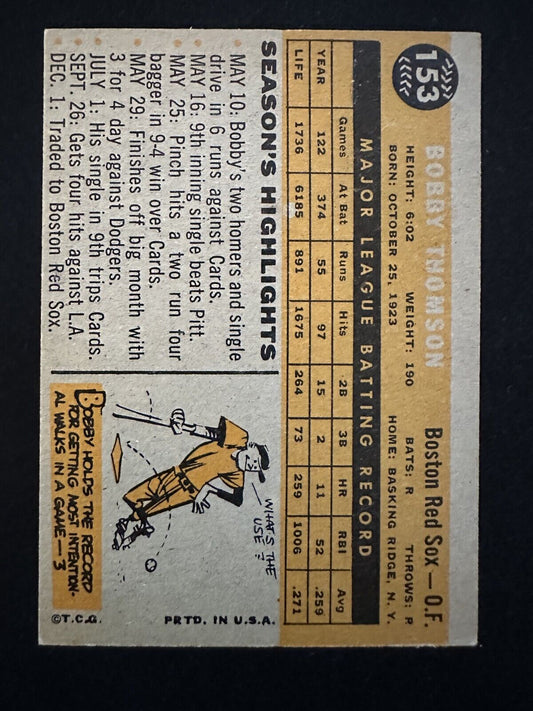 153
BOBBY THOMSON
Boston Red Sox — O.F.
HEIGHT: 6:02 WEIGHT: 190 BATS: R THROWS: R
BORN: OCTOBER 25, 1923 HOME: BASKING RIDGE, N. Y.
MAJOR LEAGUE BATTING RECORD
YEAR Games At Bat Runs Hits 2B 3B HR RBI Avg
YEAR 122 374 55 97 15 2 11 52 .259
LIFE 1736 6185 891 1675 264 73 259 1006 .271
SEASON'S HIGHLIGHTS
MAY 10: Bobby's two homers and single
drive in 6 runs against Cards.
MAY 16 9th inning single beats Pitt.
MAY 25: Pinch hits a two run four
bagger in 9-4 win over Cards.
MAY 29: Finishes off big month with
3 for 4 day against Dodgers.
JULY 1: His single in 9th trips Cards.
SEPT. 26: Gets four hits against L.A.
DEC. 1: Traded to Boston Red Sox.
WHAT'S THE
USE?
BOBBY HOLDS THE RECORD
FOR GETTING MOST INTENTION-
AL WALKS IN A GAME—3
©T.C.G. PRTD. IN U.S.A.